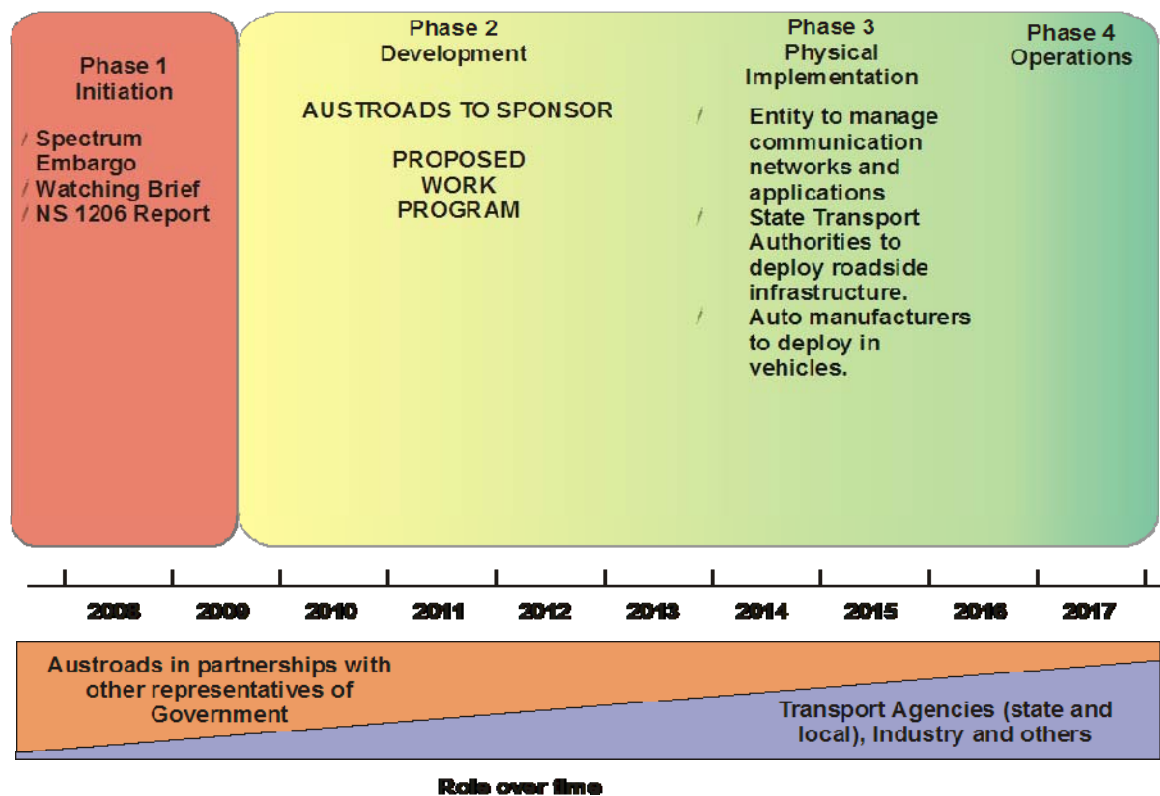 Phase 1
Initiation
/ Spectrum
Embargo
/ Watching Brief
/ NS 1206 Report
Phase 2
Development
AUSTROADS TO SPONSOR
PROPOSED
WORK
PROGRAM
Phase 3
Physical
Implementation
/ Entity to manage
communication
networks and
applications
/ State Transport
Authorities to
deploy roadside
infrastructure.
/ Auto manufacturers
to deploy in
vehicles.
Phase 4
Operations
2008 2009 2010 2011 2012 2013 2014 2015 2016 2017
Austroads in partnerships with
other representatives of
Government
Transport Agencies (state and
local), Industry and others
Role over time